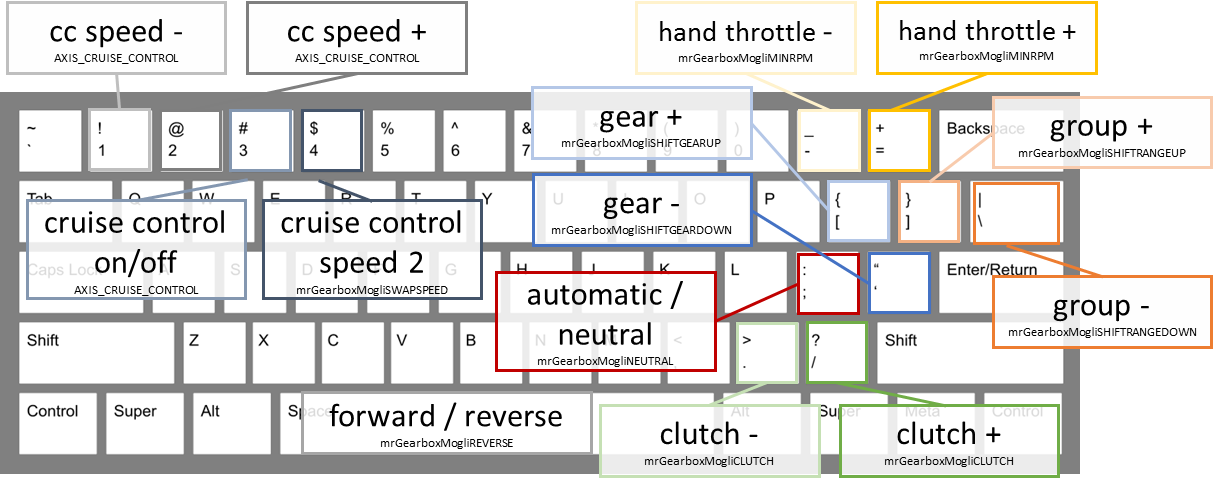 cc speed -
AXIS_CRUISE_CONTROL
cc speed +
AXIS_CRUISE_CONTROL
hand throttle -
mrGearboxMogliMINRPM
hand throttle +
mrGearboxMogliMINRPM
gear +
mrGearboxMogliSHIFTGEARUP
group +
mrGearboxMogliSHIFTRANGEUP
~
`
!
1
@
2
#
3
$
4
%
5
^
6
&
7
8
(
9
)
0
_
-
+
=
Backspace
Tab
Q
W
E
R
T
Y
U
I
O
P
{
[
}
]
|
\
cruise control
on/off
AXIS_CRUISE_CONTROL
cruise control
speed 2
mrGearboxMogliSWAPSPEED
gear -
mrGearboxMogliSHIFTGEARDOWN
Caps Lock
A
S
D
F
G
H
J
K
L
:
;
“
‘
Enter/Return
automatic /
neutral
mrGearboxMogliNEUTRAL
group -
mrGearboxMogliSHIFTRANGEDOWN
Shift
Z
X
C
V
B
N
<
>
.
?
/
Shift
Control
Super
Alt
Space
forward / reverse
mrGearboxMogliREVERSE
Alt
Super
Meta
Control
clutch -
mrGearboxMogliCLUTCH
clutch +
mrGearboxMogliCLUTCH